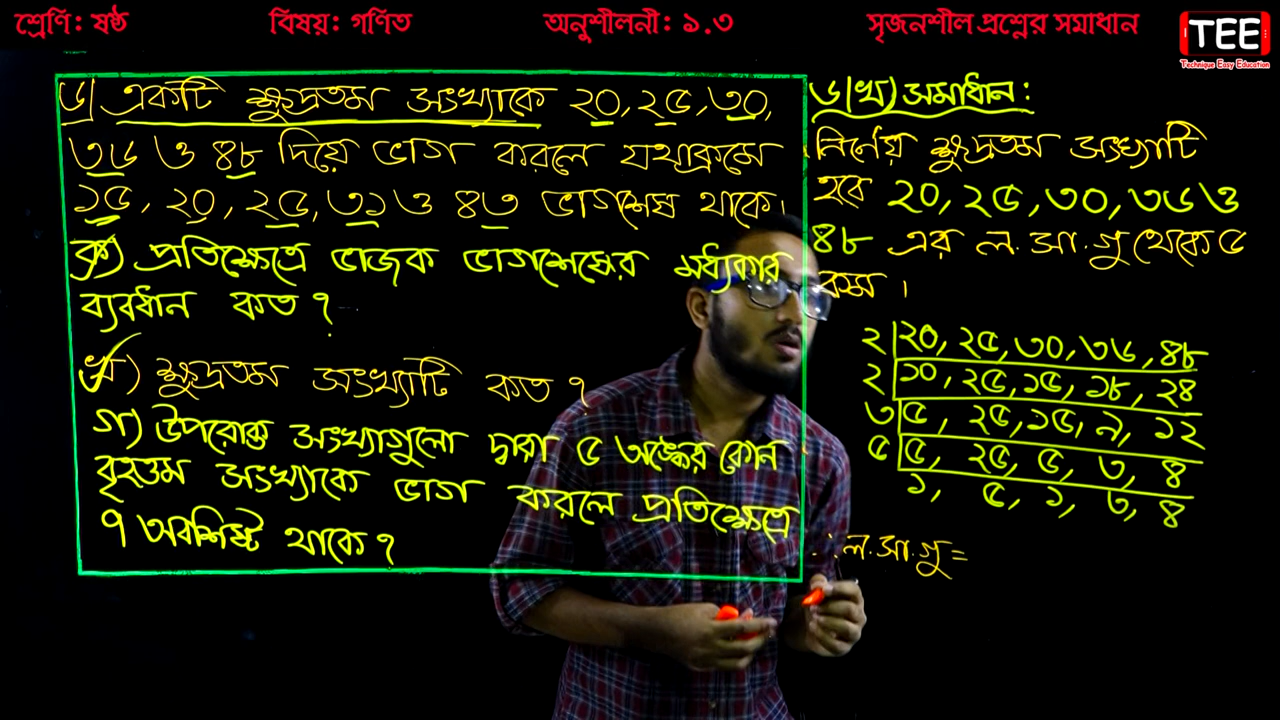 শ্রেণি: ষষ্ঠ
বিষয়: গণিত
অনুশীলনী: ১.৩
সৃজনশীল প্রশ্নের সমাধান
TEE
Technique Easy Education
৬। একটি ক্ষুদ্রতম সংখ্যাকে ২০, ২৫, ৩০,
৩৬ ও ৪৮ দিয়ে ভাগ করলে যথাক্রমে
১৫, ২০, ২৫, ৩১ ও ৪৩ ভাগশেষ থাকে।
ক) প্রতিক্ষেত্রে ভাজক ভাগশেষের মধ্যকার
ব্যবধান কত ?
খ) ক্ষুদ্রতম সংখ্যাটি কত ?
গ) উপরোক্ত সংখ্যাগুলো দ্বারা ৫ অঙ্কের কোন
বৃহত্তম সংখ্যাকে ভাগ করলে প্রতিক্ষেত্রে
৭ অবশিষ্ট থাকে ?
৬।(খ) সমাধান :
নির্ণেয় ক্ষুদ্রতম সংখ্যাটি
হবে ২০, ২৫, ৩০, ৩৬ ও
৪৮ এর ল.সা.গু থেকে ৫
কম ।
২ | ২০, ২৫, ৩০, ৩৬, ৪৮
২ | ১০, ২৫, ১৫, ১৮, ২৪
৩ | ৫, ২৫, ১৫, ৯, ১২
৫ | ৫, ২৫, ৫, ৩, ৪
১, ৫, ১, ৩, ৪
∴ ল.সা.গু =